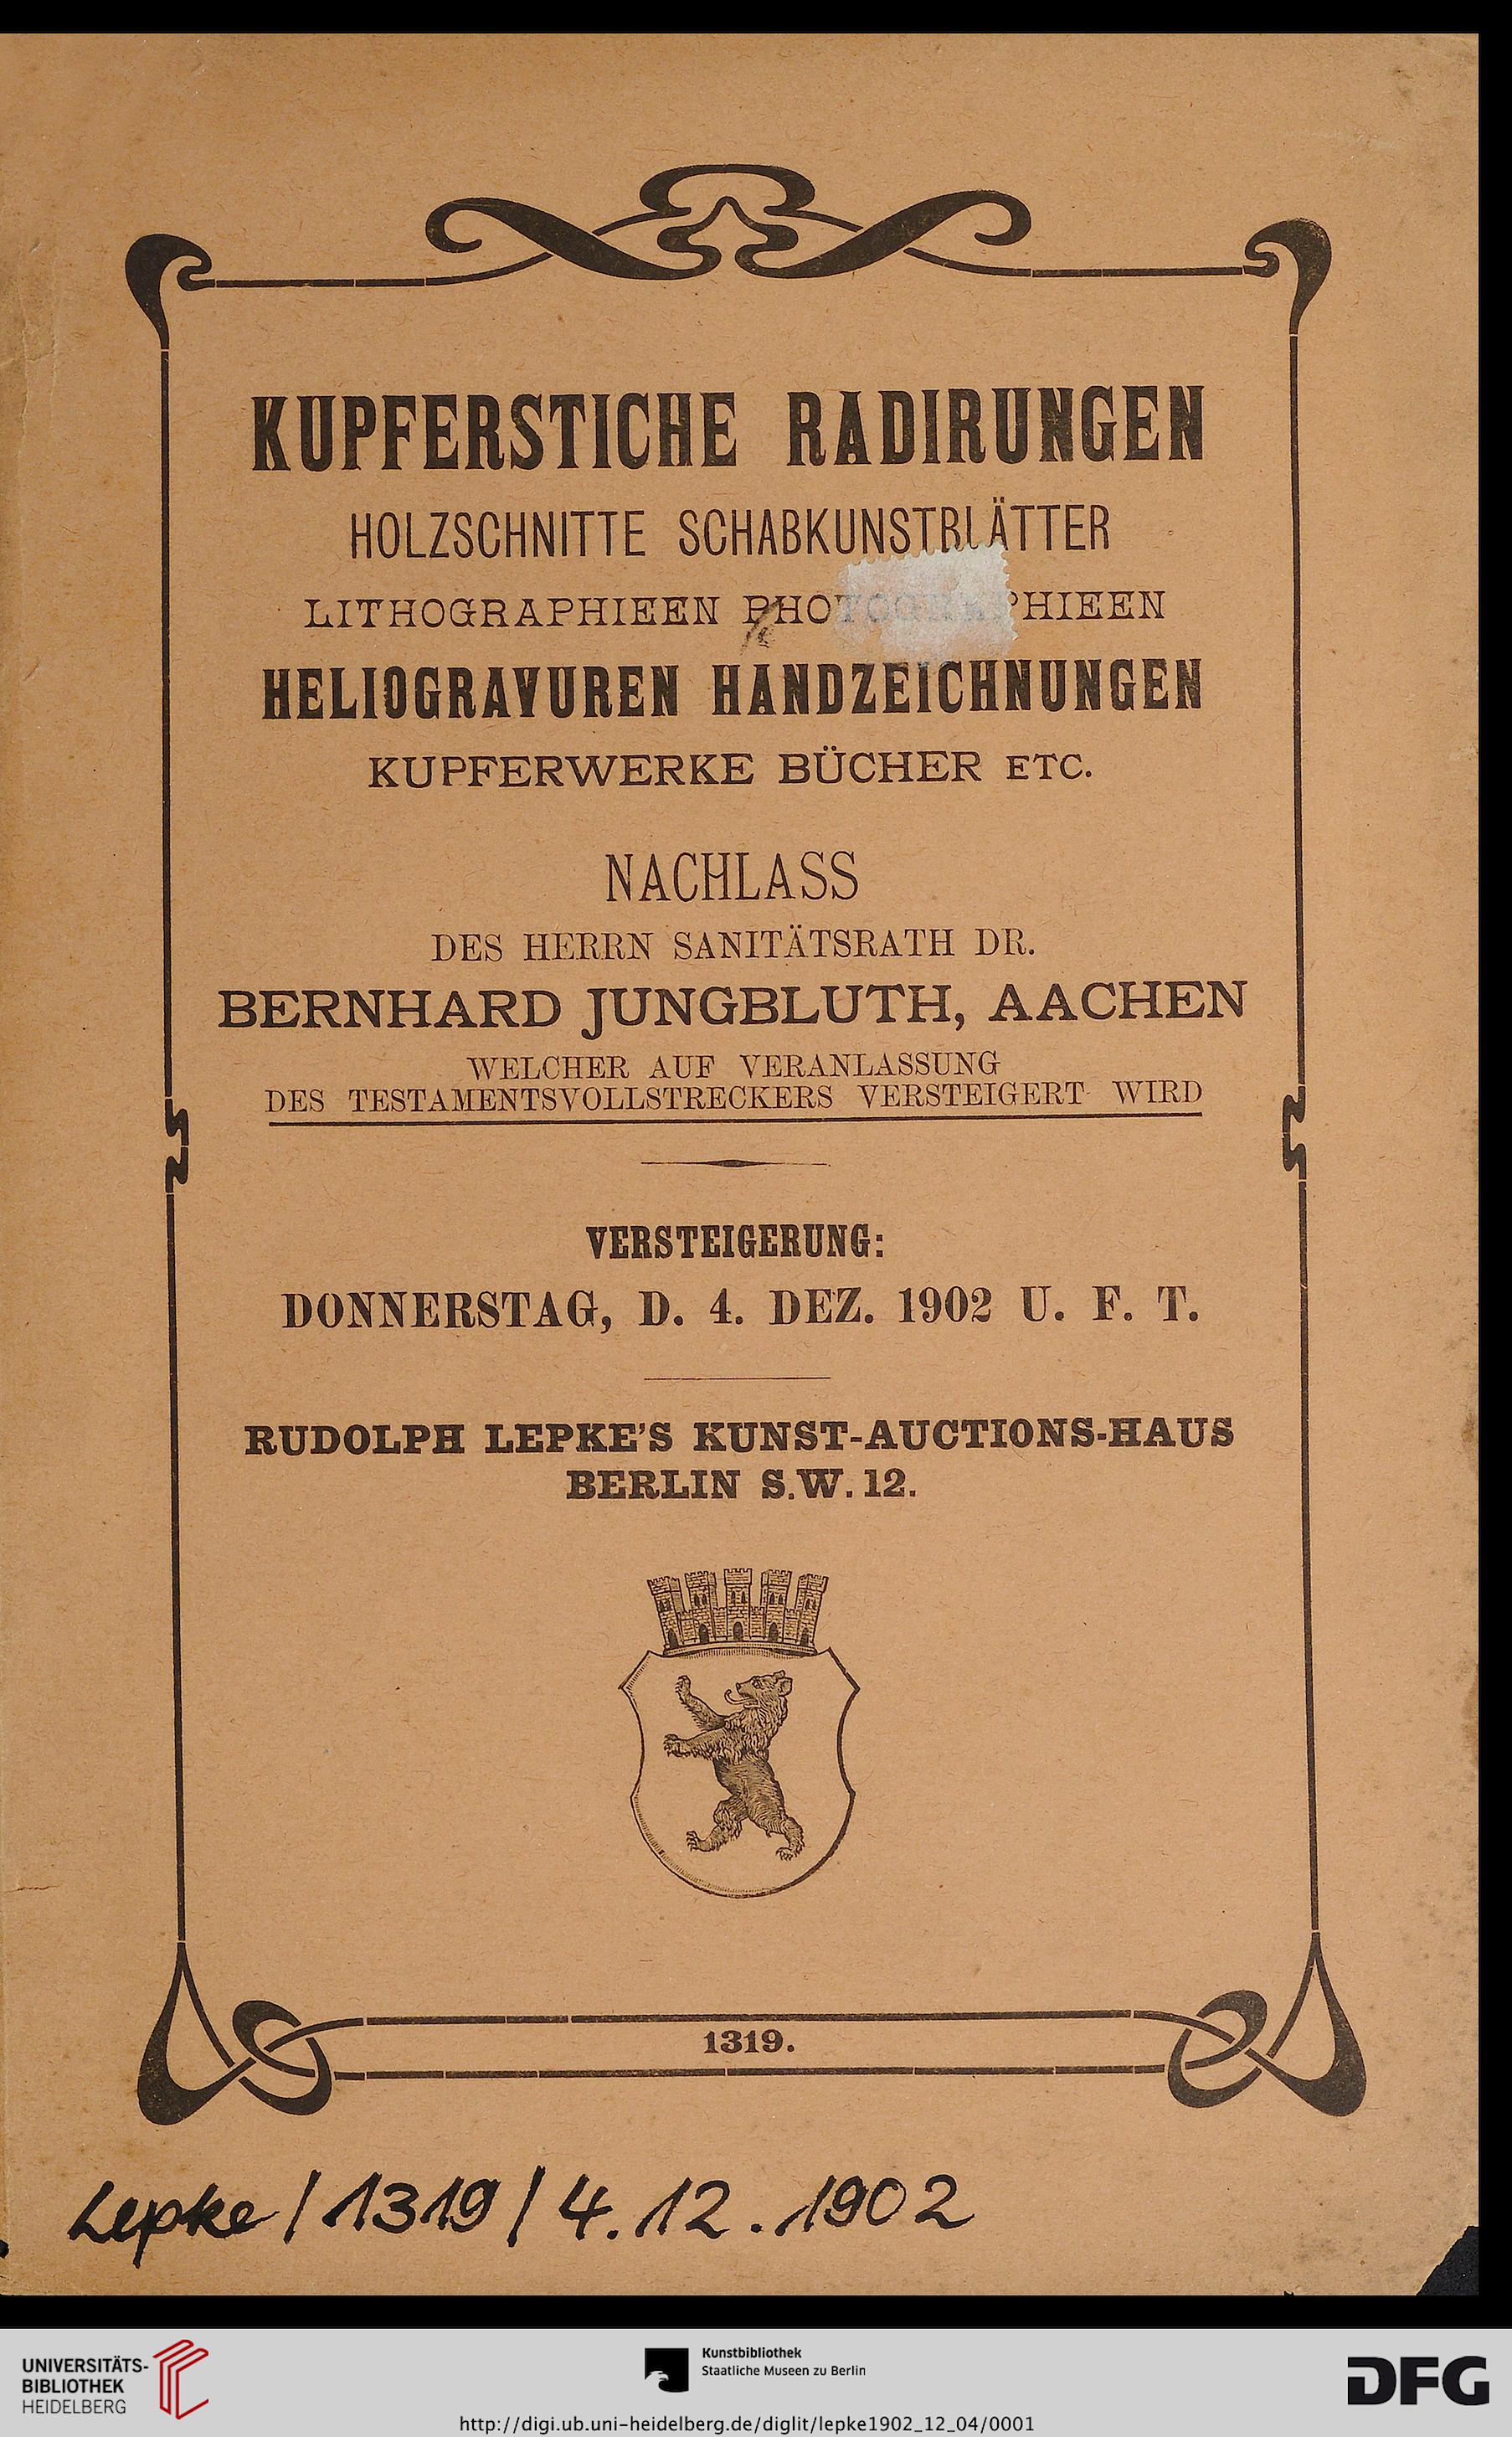 KUPFERSTICHE RADIRUNGEN
HOLZSCHNITTE SCHABKUNSTBLÄTTER
LITHOGRAPHIEEN PHOTOGRAPHIEEN
HELIOGRAVUREN HANDZEICHNUNGEN
KUPFERWERKE BÜCHER ETC.
NACHLASS
DES HERRN SANITÄTSRATH DR.
BERNHARD JUNGBLUTH, AACHEN
WELCHER AUF VERANLASSUNG
DES TESTAMENTSVOLLSTRECKERS VERSTEIGERT WIRD
VERSTEIGERUNG:
DONNERSTAG, D. 4. DEZ. 1902 U. F. T.
RUDOLPH LEPKE'S KUNST-AUCTIONS-HAUS
BERLIN S.W. 12.
1319.
Lepke / 1319 / 4. 12. 1902
UNIVERSITÄTS-
BIBLIOTHEK
HEIDELBERG
Kunstbibliothek
Staatliche Museen zu Berlin
DFG
http://digi.ub.uni-heidelberg.de/diglit/lepke1902_12_04/0001